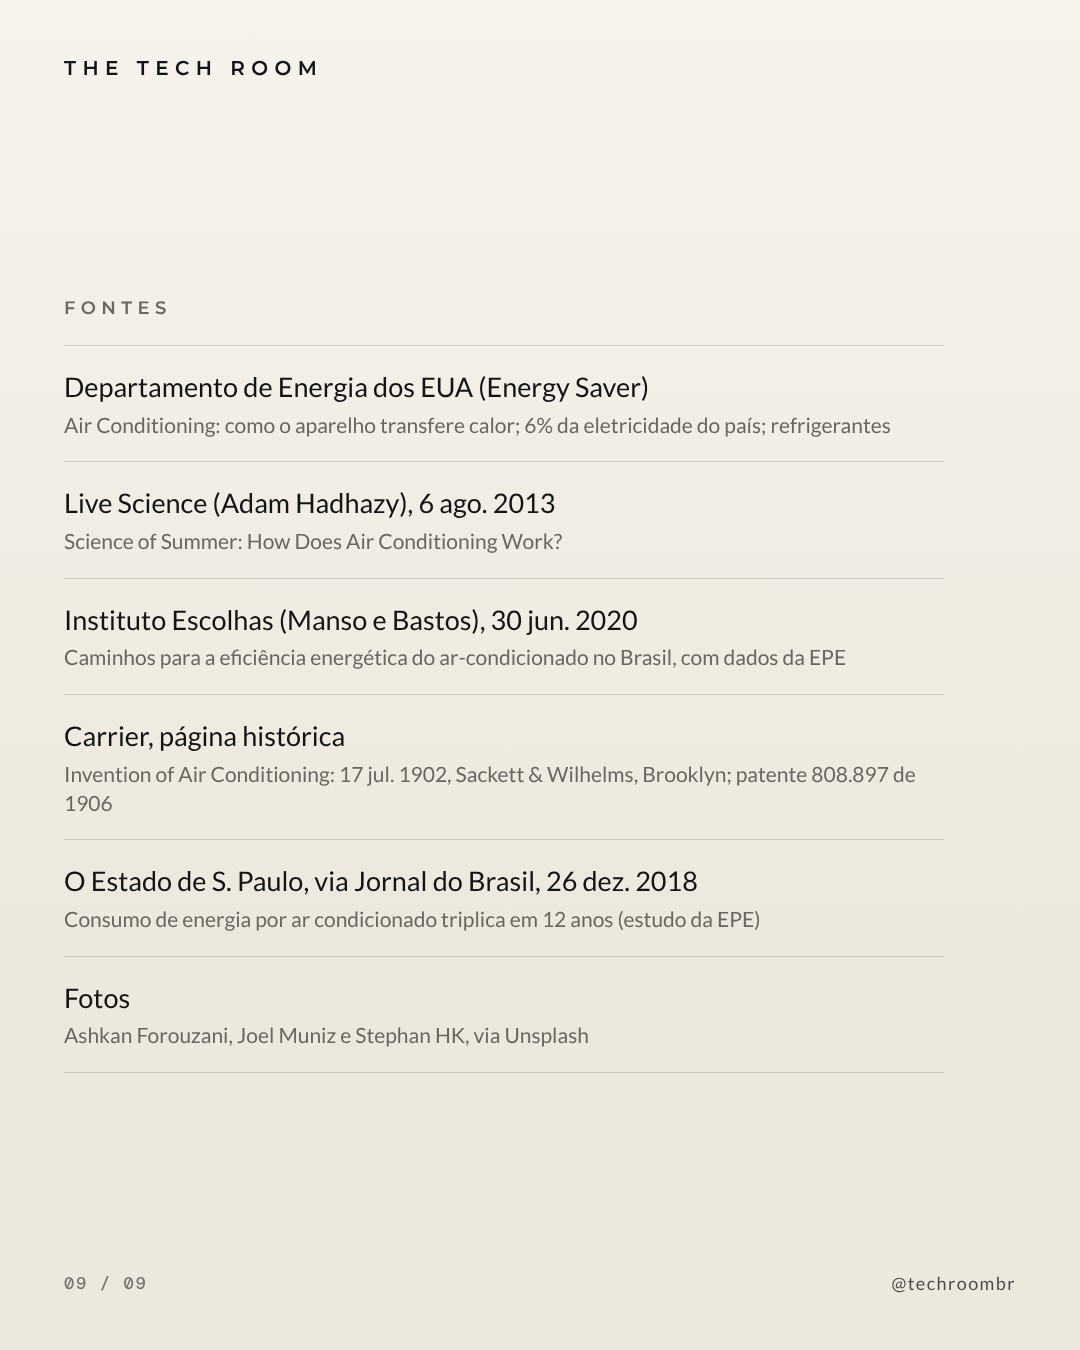 THE TECH ROOM
FONTES
Departamento de Energia dos EUA (Energy Saver)
Air Conditioning: como o aparelho transfere calor; 6% da eletricidade do país; refrigerantes
Live Science (Adam Hadhazy), 6 ago. 2013
Science of Summer: How Does Air Conditioning Work?
Instituto Escolhas (Manso e Bastos), 30 jun. 2020
Caminhos para a eficiência energética do ar-condicionado no Brasil, com dados da EPE
Carrier, página histórica
Invention of Air Conditioning: 17 jul. 1902, Sackett & Wilhelms, Brooklyn; patente 808.897 de
1906
O Estado de S. Paulo, via Jornal do Brasil, 26 dez. 2018
Consumo de energia por ar condicionado triplica em 12 anos (estudo da EPE)
Fotos
Ashkan Forouzani, Joel Muniz e Stephan HK, via Unsplash
09 / 09
@techroombr